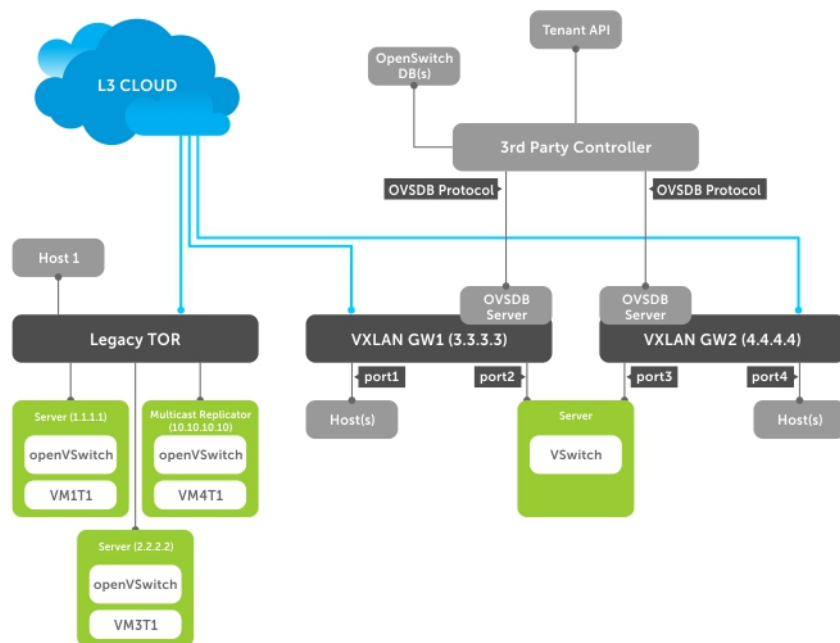 Tenant API
OpenSwitch
DB(s)
L3 CLOUD
3rd Party Controller
OVSDB Protocol
OVSDB Protocol
Host 1
OVSDB
Server
OVSDB
Server
Legacy TOR
VXLAN GW1 (3.3.3.3)
VXLAN GW2 (4.4.4.4)
port1
port2
port3
port4
Server (1.1.1.1)
openVSwitch
VM1T1
Multicast Replicator
(10.10.10.10)
openVSwitch
VM4T1
Host(s)
Server
VSwitch
Host(s)
Server (2.2.2.2)
openVSwitch
VM3T1